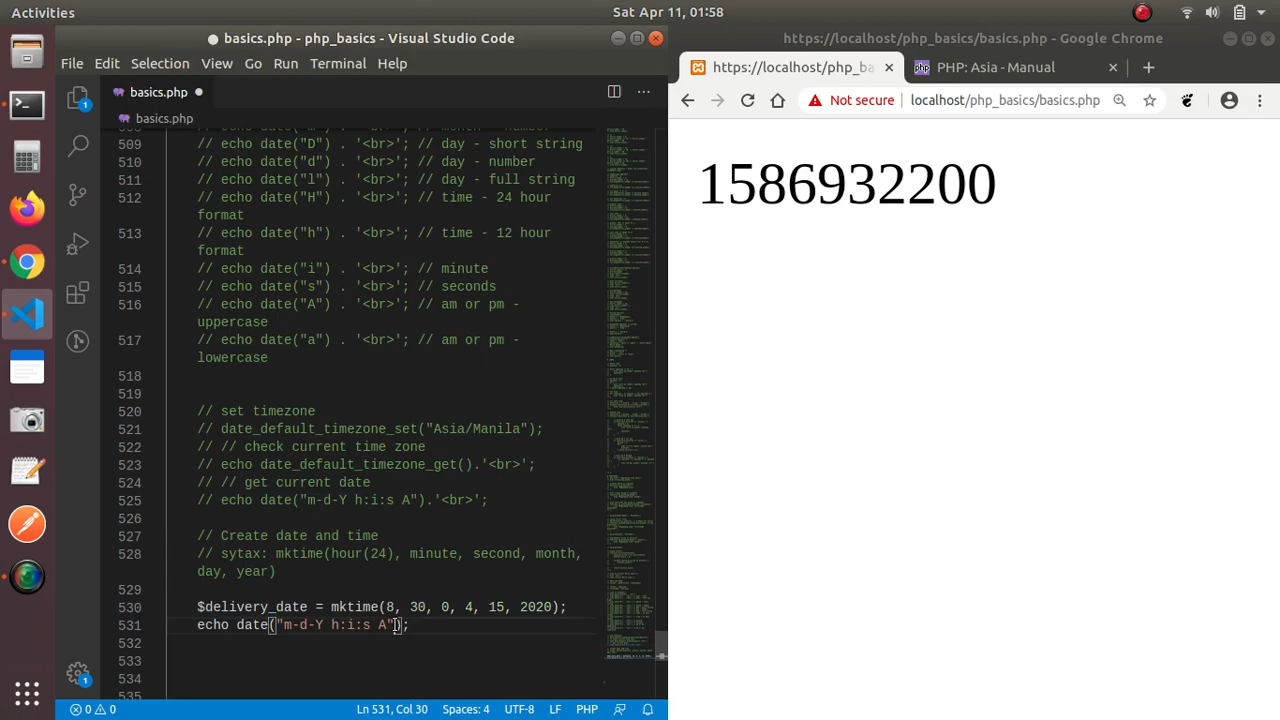 Activities
Sat Apr 11, 01:58
basics.php - php_basics - Visual Studio Code
https://localhost/php_basics/basics.php - Google Chrome
File Edit Selection View Go Run Terminal Help
https://localhost/php_ba
PHP: Asia - Manual
basics.php
Not secure
localhost/php_basics/basics.php
basics.php
1586932200
509 // echo date("D") . '<br>'; // day - short string
510 // echo date("d") . '<br>'; // day - number
511 // echo date("l") . '<br>'; // day - full string
512 // echo date("H") . '<br>'; // time - 24 hour
format
513 // echo date("h") . '<br>'; // time - 12 hour
format
514 // echo date("i") . '<br>'; // minute
515 // echo date("s") . '<br>'; // seconds
516 // echo date("A") . '<br>'; // am or pm -
uppercase
517 // echo date("a") . '<br>'; // am or pm -
lowercase
518
519
520 // set timezone
521 // date_default_timezone_set("Asia/Manila");
522 // // check current time zone
523 // echo date_default_timezone_get().'<br>';
524 // // get current date
525 // echo date("m-d-Y h:i:s A").'<br>';
526
527 // Create date and time
528 // sytax: mktime(hour(24), minute, second, month,
day, year)
529
530 $delivery_date = mktime(8, 30, 0, 4, 15, 2020);
531 echo date("m-d-Y h:i:s A");
532
533
534
535
0 0
Ln 531, Col 30
Spaces: 4
UTF-8
LF
PHP